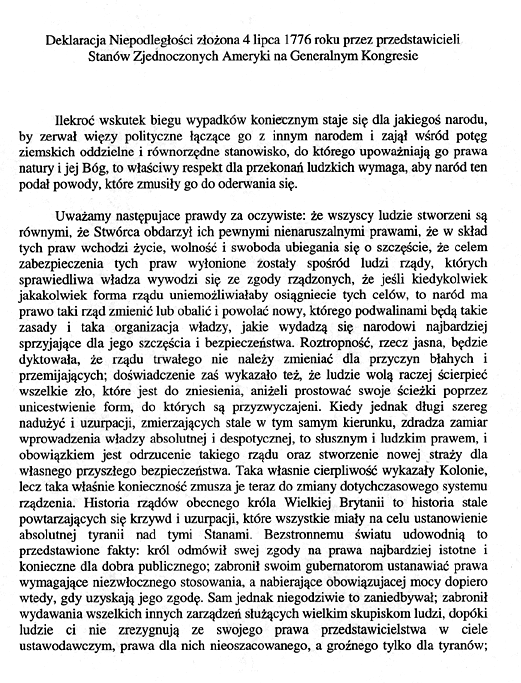 Deklaracja Niepodległości złożona 4 lipca 1776 roku przez przedstawicieli
Stanów Zjednoczonych Ameryki na Generalnym Kongresie
Ilekroć wskutek biegu wypadków koniecznym staje się dla jakiegoś narodu,
by zerwał więzy polityczne łączące go z innym narodem i zajął wśród potęg
ziemskich oddzielne i równorzędne stanowisko, do którego upoważniają go prawa
natury i jej Bóg, to właściwy respekt dla przekonań ludzkich wymaga, aby naród ten
podał powody, które zmusiły go do oderwania się.
Uważamy następujace prawdy za oczywiste: że wszyscy ludzie stworzeni są
równymi, że Stwórca obdarzył ich pewnymi nienaruszalnymi prawami, że w skład
tych praw wchodzi życie, wolność i swoboda ubiegania się o szczęście, że celem
zabezpieczenia tych praw wyłonione zostały spośród ludzi rządy, których
sprawiedliwa władza wywodzi się ze zgody rządzonych, że jeśli kiedykolwiek
jakakolwiek forma rządu uniemożliwiałaby osiągniecie tych celów, to naród ma
prawo taki rząd zmienić lub obalić i powołać nowy, którego podwalinami będą takie
zasady i taka organizacja władzy, jakie wydadzą się narodowi najbardziej
sprzyjające dla jego szczęścia i bezpieczeństwa. Roztropność, rzecz jasna, będzie
dyktowała, że rządu trwałego nie należy zmieniać dla przyczyn błahych i
przemijających; doświadczenie zaś wykazało też, że ludzie wolą raczej ścierpieć
wszelkie zło, które jest do zniesienia, aniżeli prostować swoje ścieżki poprzez
unicestwienie form, do których są przyzwyczajeni. Kiedy jednak długi szereg
nadużyć i uzurpacji, zmierzających stale w tym samym kierunku, zdradza zamiar
wprowadzenia władzy absolutnej i despotycznej, to słusznym i ludzkim prawem, i
obowiązkiem jest odrzucenie takiego rządu oraz stworzenie nowej straży dla
własnego przyszłego bezpieczeństwa. Taka własnie cierpliwość wykazały Kolonie,
lecz taka właśnie konieczność zmusza je teraz do zmiany dotychczasowego systemu
rządzenia. Historia rządów obecnego króla Wielkiej Brytanii to historia stale
powtarzających się krzywd i uzurpacji, które wszystkie miały na celu ustanowienie
absolutnej tyranii nad tymi Stanami. Bezstronnemu światu udowodnią to
przedstawione fakty: król odmówił swej zgody na prawa najbardziej istotne i
konieczne dla dobra publicznego; zabronił swoim gubernatorom ustanawiać prawa
wymagające niezwłocznego stosowania, a nabierające obowiązujacej mocy dopiero
wtedy, gdy uzyskają jego zgodę. Sam jednak niegodziwie to zaniedbywał; zabronił
wydawania wszelkich innych zarządzeń służących wielkim skupiskom ludzi, dopóki
ludzie ci nie zrezygnują ze swojego prawa przedstawicielstwa w ciele
ustawodawczym, prawa dla nich nieoszacowanego, a groźnego tylko dla tyranów;